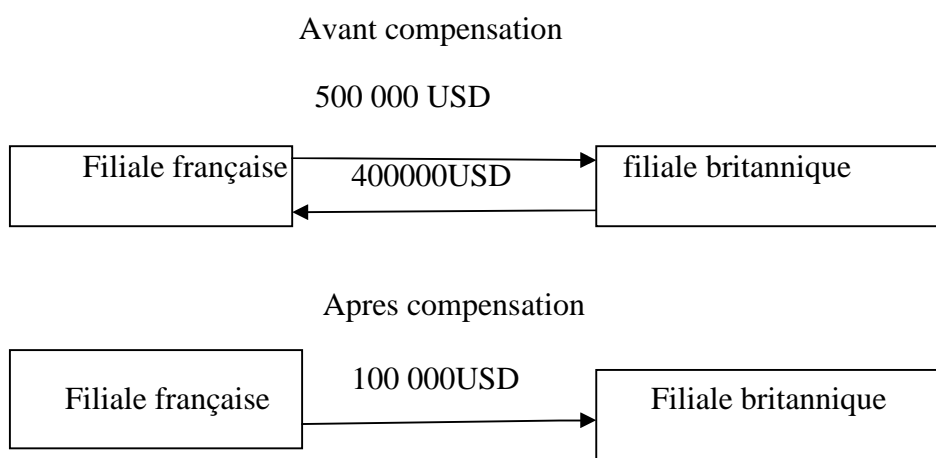 Avant compensation
500 000 USD
Filiale française
400000USD
filiale britannique
Apres compensation
Filiale française
100 000USD
Filiale britannique